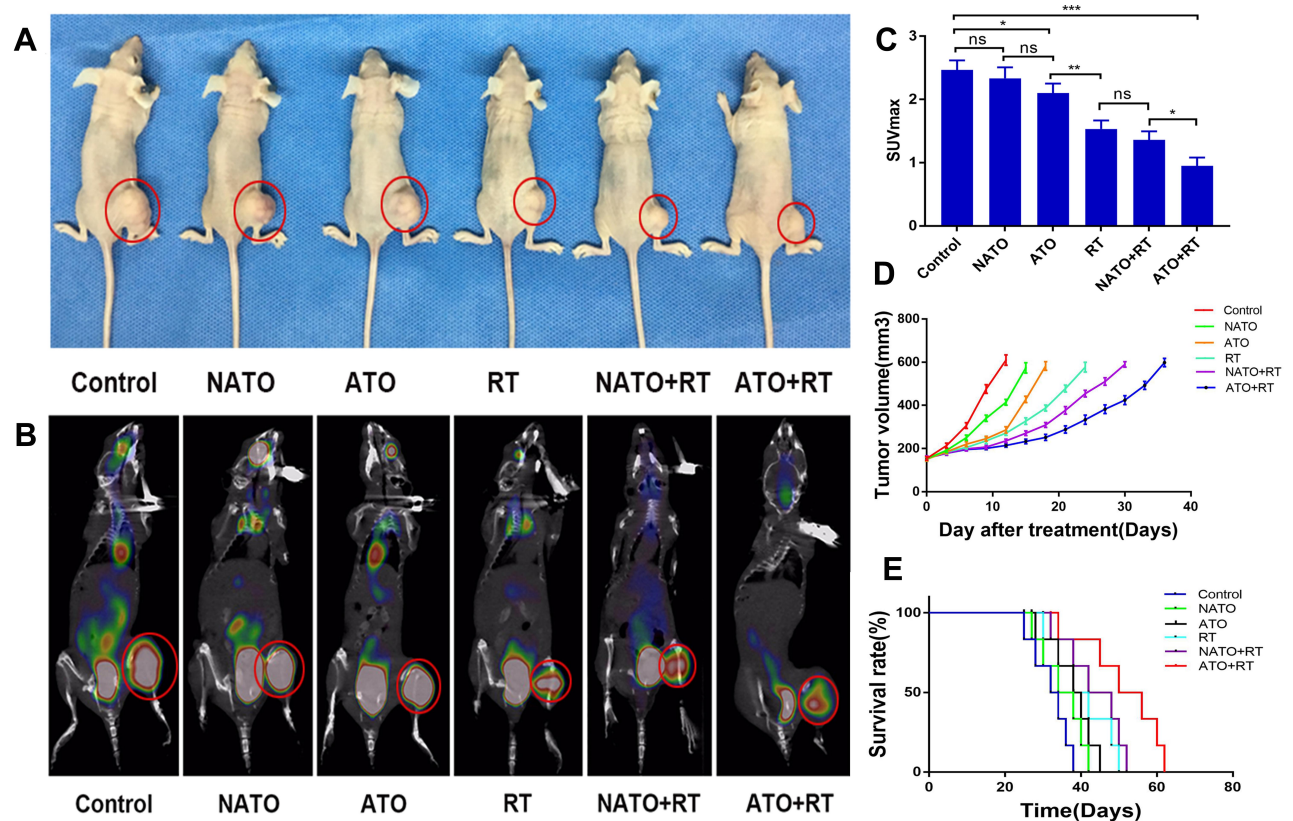 A
Control NATO ATO RT NATO+RT ATO+RT
B
Control NATO ATO RT NATO+RT ATO+RT
C
***
*
ns ns
**
ns
*
3
2
1
0
SUVmax
Control NATO ATO RT NATO+RT ATO+RT
D
800
600
400
200
0
Tumor volume(mm3)
0 10 20 30 40
Day after treatment(Days)
Control
NATO
ATO
RT
NATO+RT
ATO+RT
E
100
50
0
Survival rate(%)
0 20 40 60 80
Time(Days)
Control
NATO
ATO
RT
NATO+RT
ATO+RT